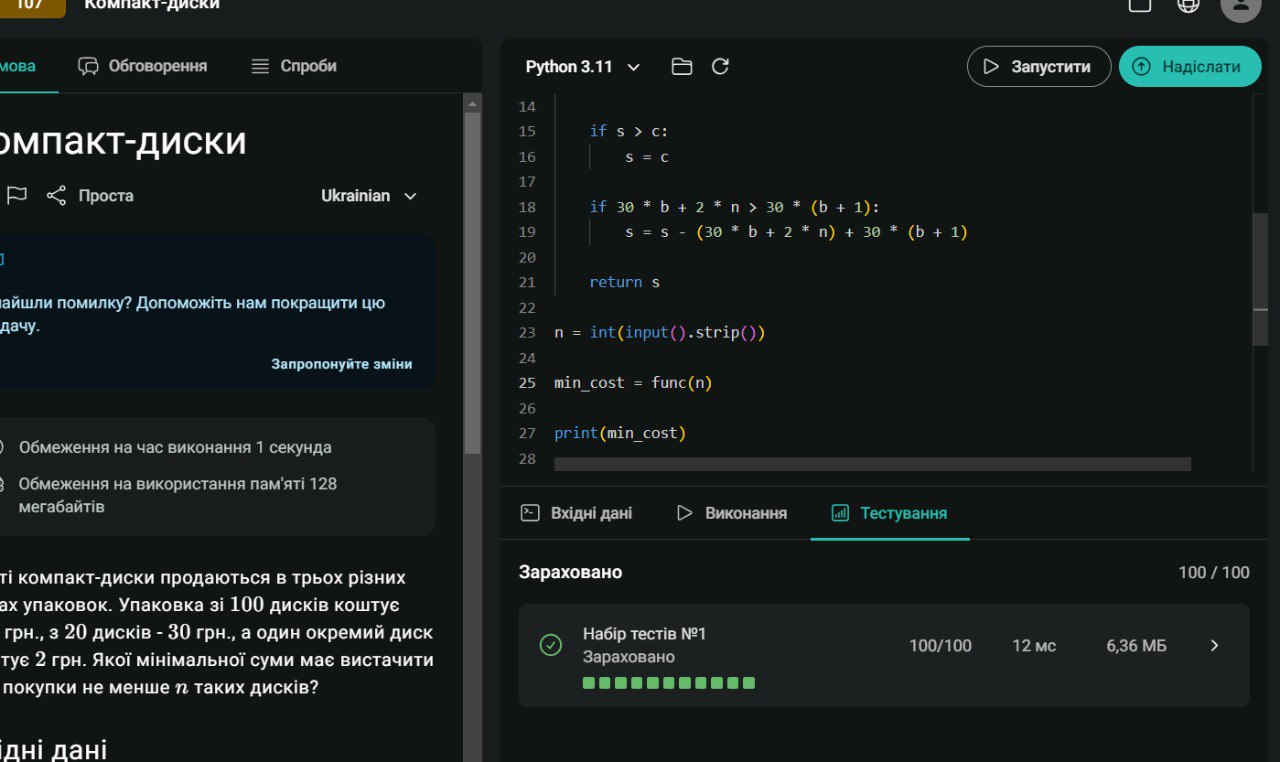 107
Компакт-диски
мова
Обговорення
Спроби
омпакт-диски
Проста
Ukrainian
айшли помилку? Допоможіть нам покращити цю
дачу.
Запропонуйте зміни
Обмеження на час виконання 1 секунда
Обмеження на використання пам'яті 128
мегабайтів
ті компакт-диски продаються в трьох різних
ах упаковок. Упаковка зі 100 дисків коштує
грн., з 20 дисків - 30 грн., а один окремий диск
тує 2 грн. Якої мінімальної суми має вистачити
покупки не менше n таких дисків?
ідні дані
Python 3.11
Запустити
Надіслати
14
15 if s > c:
16 s = c
17
18 if 30 * b + 2 * n > 30 * (b + 1):
19 s = s - (30 * b + 2 * n) + 30 * (b + 1)
20
21 return s
22
23 n = int(input().strip())
24
25 min_cost = func(n)
26
27 print(min_cost)
28
Вхідні дані
Виконання
Тестування
Зараховано
100 / 100
Набір тестів №1
Зараховано
100/100
12 мс
6,36 МБ